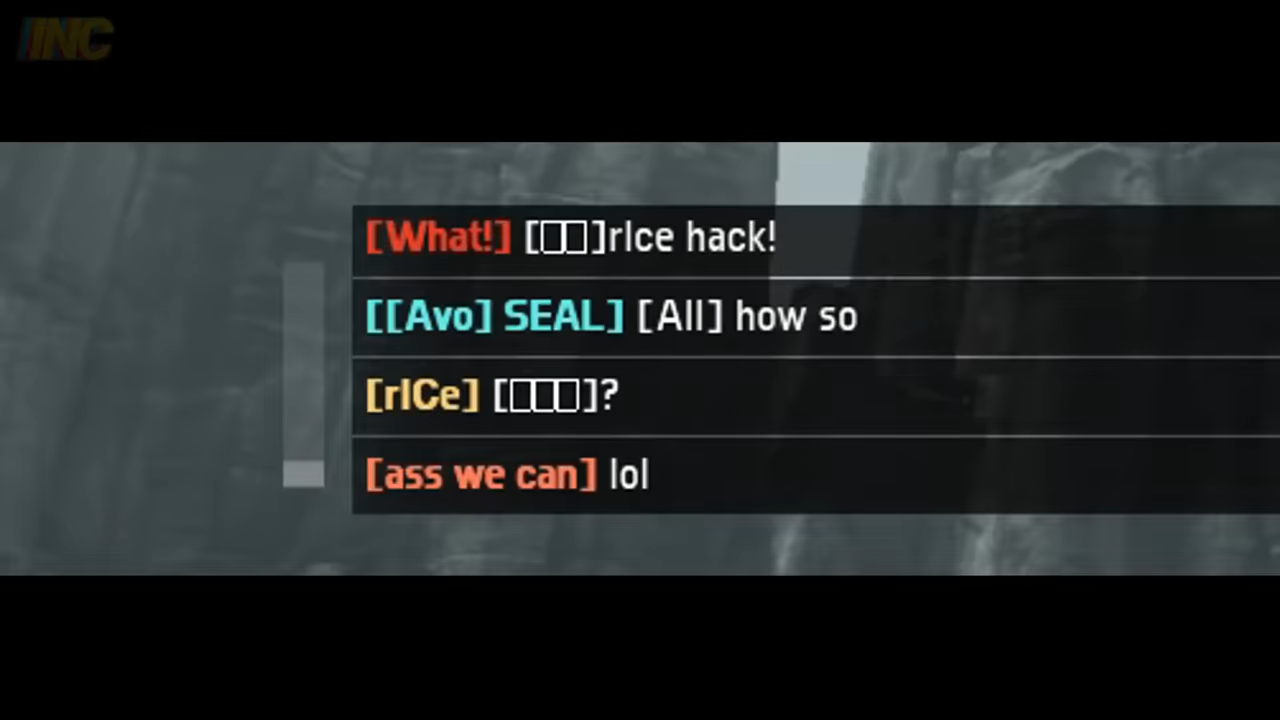 INC
[What!] [□□]rIce hack!
[[Avo] SEAL] [All] how so
[rICe] [□□□]?
[ass we can] lol